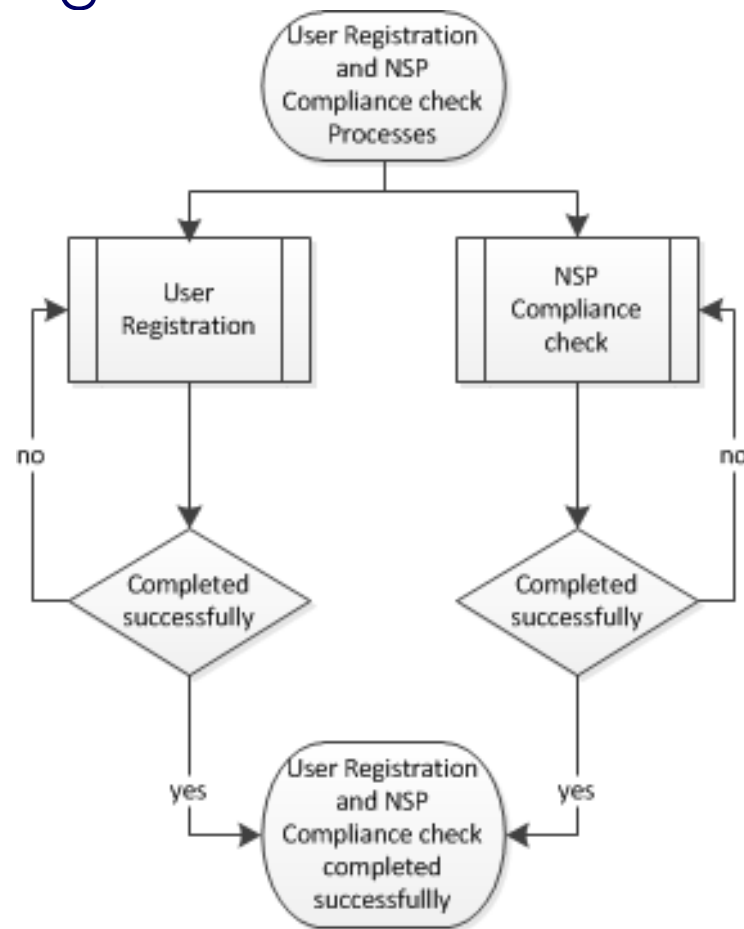 User Registration
and NSP
Compliance check
Processes
User
Registration
NSP
Compliance
check
no
no
Completed
successfully
Completed
successfully
yes
yes
User Registration
and NSP
Compliance check
completed
successfullly